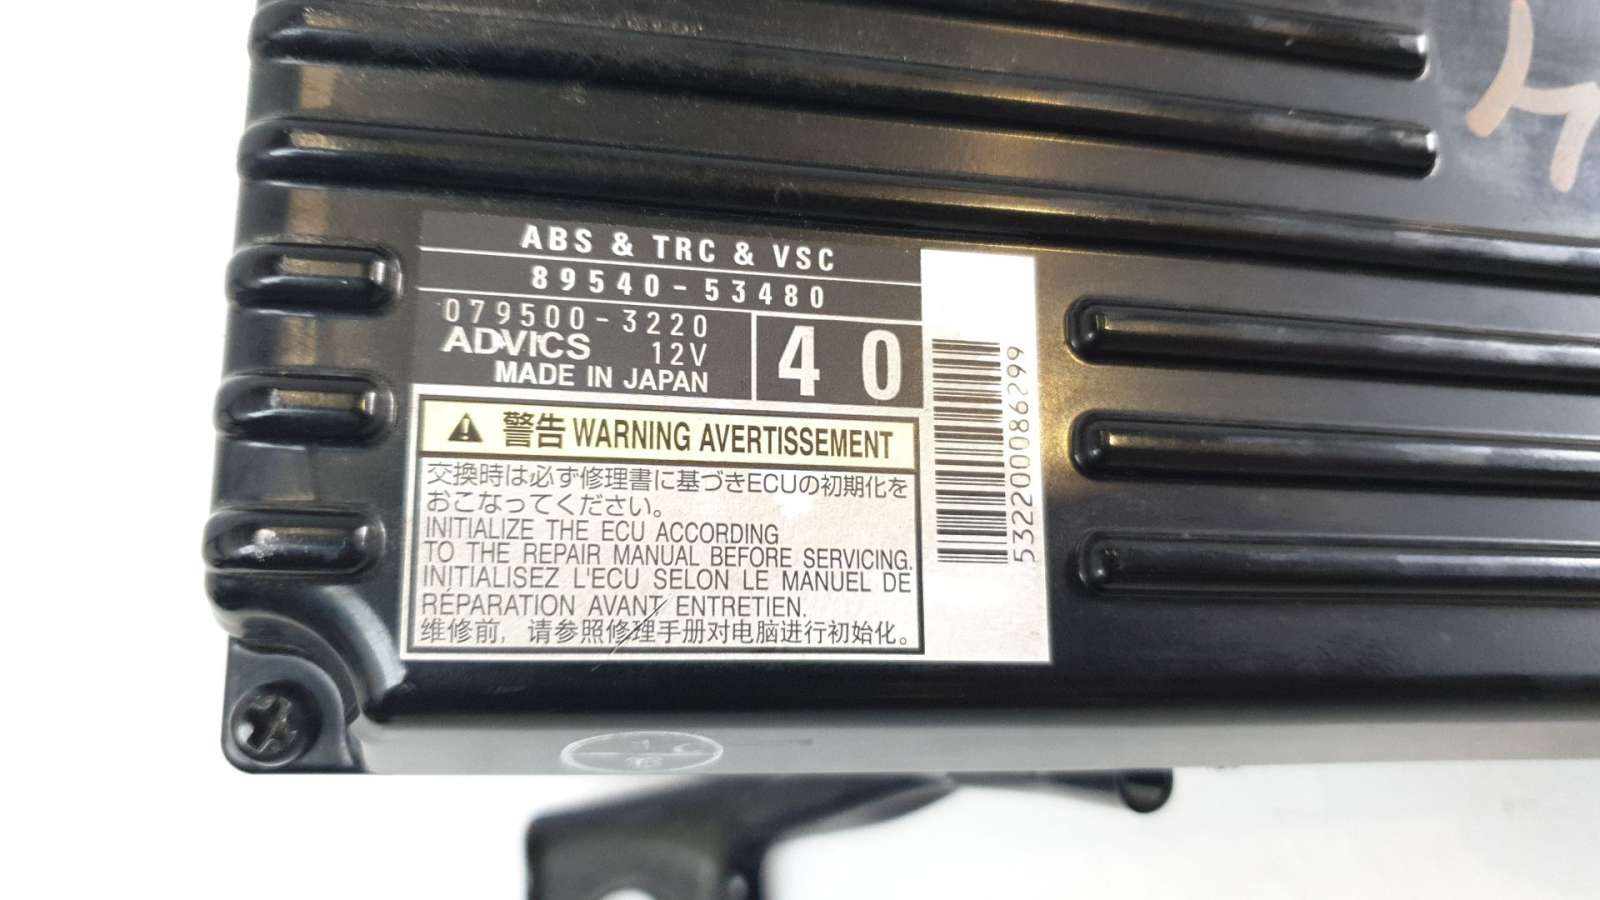 ABS & TRC & VSC
89540-53480
079500-3220
ADVICS 12V
MADE IN JAPAN
40
警告 WARNING AVERTISSEMENT
交換時は必ず修理書に基づきECUの初期化を
おこなってください。
INITIALIZE THE ECU ACCORDING
TO THE REPAIR MANUAL BEFORE SERVICING.
INITIALISEZ L'ECU SELON LE MANUEL DE
RÉPARATION AVANT ENTRETIEN.
维修前，请参照修理手册对电脑进行初始化。
5322000086299